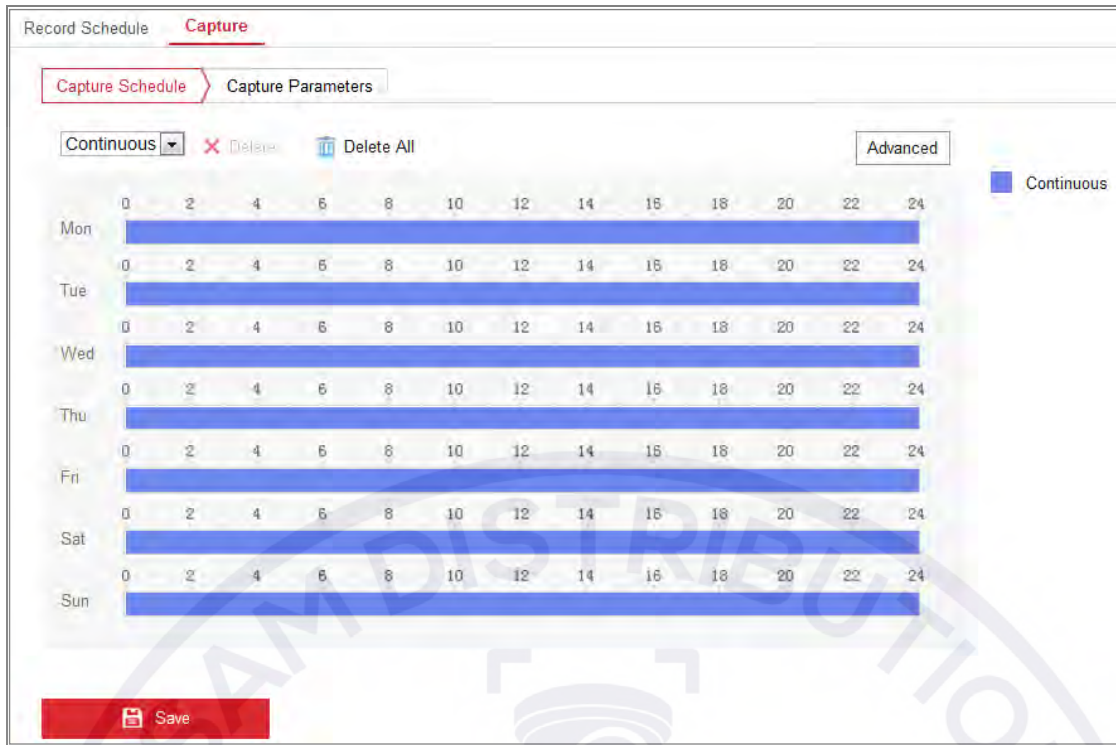 Record Schedule Capture
Capture Schedule Capture Parameters
Continuous Delete Delete All Advanced
Continuous
0 2 4 6 8 10 12 14 16 18 20 22 24
Mon
0 2 4 6 8 10 12 14 16 18 20 22 24
Tue
0 2 4 6 8 10 12 14 16 18 20 22 24
Wed
0 2 4 6 8 10 12 14 16 18 20 22 24
Thu
0 2 4 6 8 10 12 14 16 18 20 22 24
Fri
0 2 4 6 8 10 12 14 16 18 20 22 24
Sat
0 2 4 6 8 10 12 14 16 18 20 22 24
Sun
DISTRIBUTIO
Save